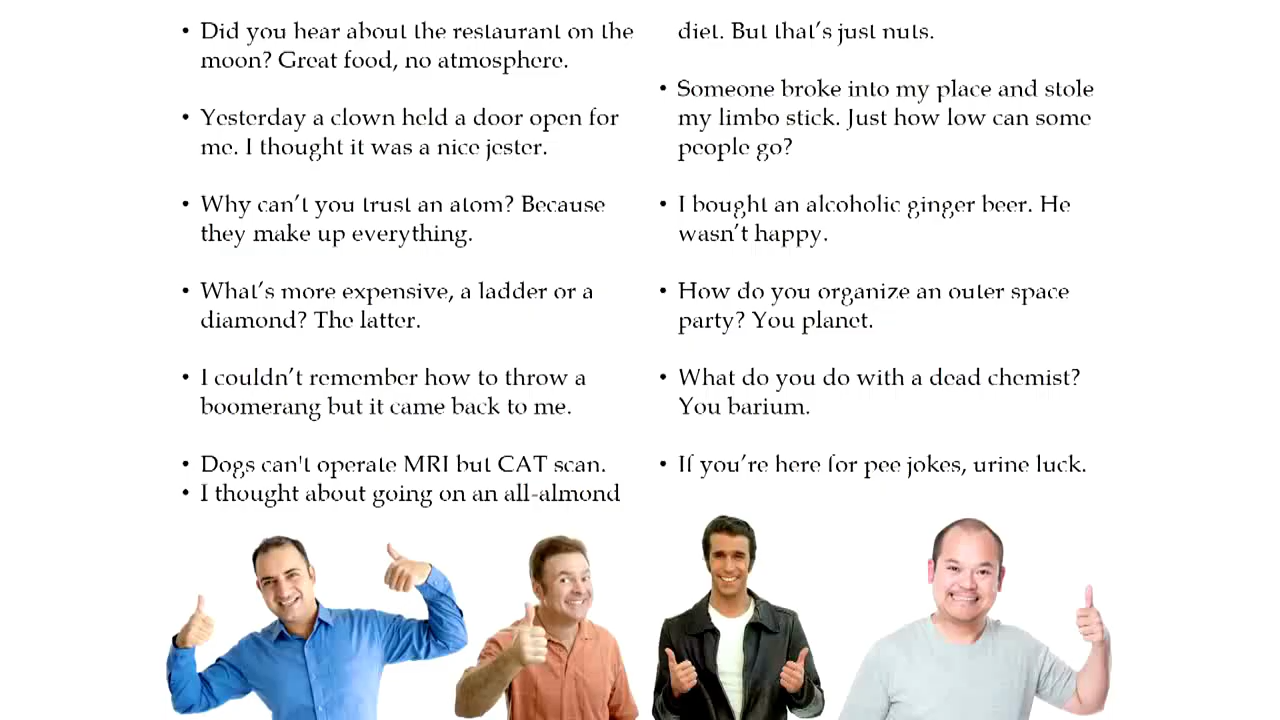 • Did you hear about the restaurant on the
moon? Great food, no atmosphere.
• Yesterday a clown held a door open for
me. I thought it was a nice jester.
• Why can’t you trust an atom? Because
they make up everything.
• What’s more expensive, a ladder or a
diamond? The latter.
• I couldn’t remember how to throw a
boomerang but it came back to me.
• Dogs can't operate MRI but CAT scan.
• I thought about going on an all-almond
diet. But that’s just nuts.
• Someone broke into my place and stole
my limbo stick. Just how low can some
people go?
• I bought an alcoholic ginger beer. He
wasn’t happy.
• How do you organize an outer space
party? You planet.
• What do you do with a dead chemist?
You barium.
• If you’re here for pee jokes, urine luck.